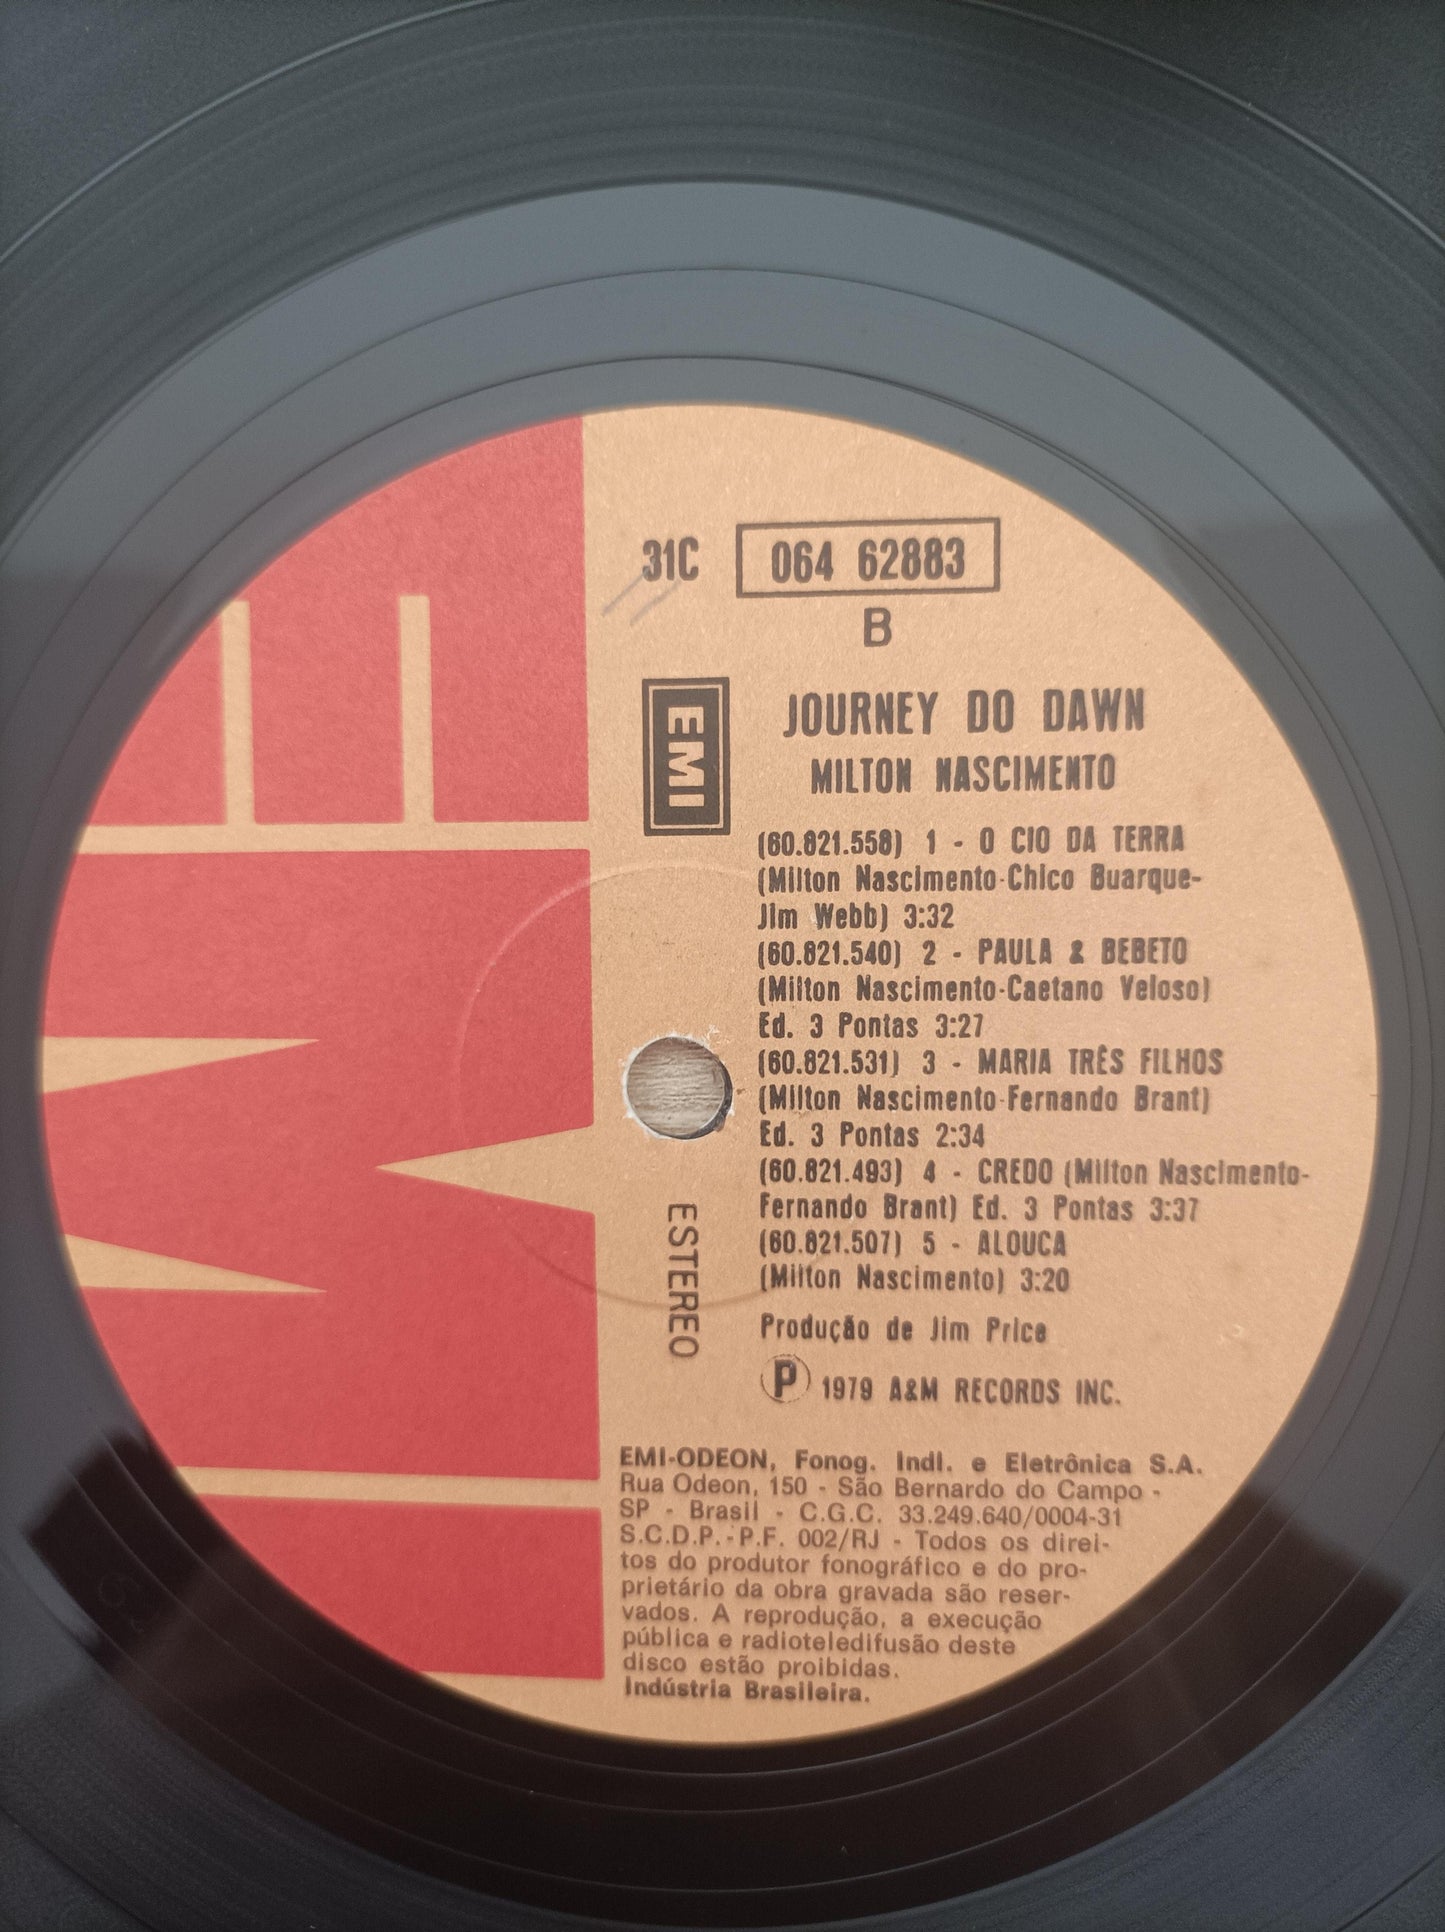 31C 064 62883
B
EMI
JOURNEY DO DAWN
MILTON NASCIMENTO
(60.821.558) 1 - O CIO DA TERRA
(Milton Nascimento-Chico Buarque-
Jim Webb) 3:32
(60.821.540) 2 - PAULA & BEBETO
(Milton Nascimento-Caetano Veloso)
Ed. 3 Pontas 3:27
(60.821.531) 3 - MARIA TRÊS FILHOS
(Milton Nascimento-Fernando Brant)
Ed. 3 Pontas 2:34
(60.821.493) 4 - CREDO (Milton Nascimento-
Fernando Brant) Ed. 3 Pontas 3:37
(60.821.507) 5 - ALOUCA
(Milton Nascimento) 3:20
ESTEREO
Produção de Jim Price
Ⓟ 1979 A&M RECORDS INC.
EMI-ODEON, Fonog. Indl. e Eletrônica S.A.
Rua Odeon, 150 - São Bernardo do Campo -
SP - Brasil - C.G.C. 33.249.640/0004-31
S.C.D.P.-P.F. 002/RJ - Todos os direi-
tos do produtor fonográfico e do pro-
prietário da obra gravada são reser-
vados. A reprodução, a execução
pública e radioteledifusão deste
disco estão proibidas.
Indústria Brasileira.